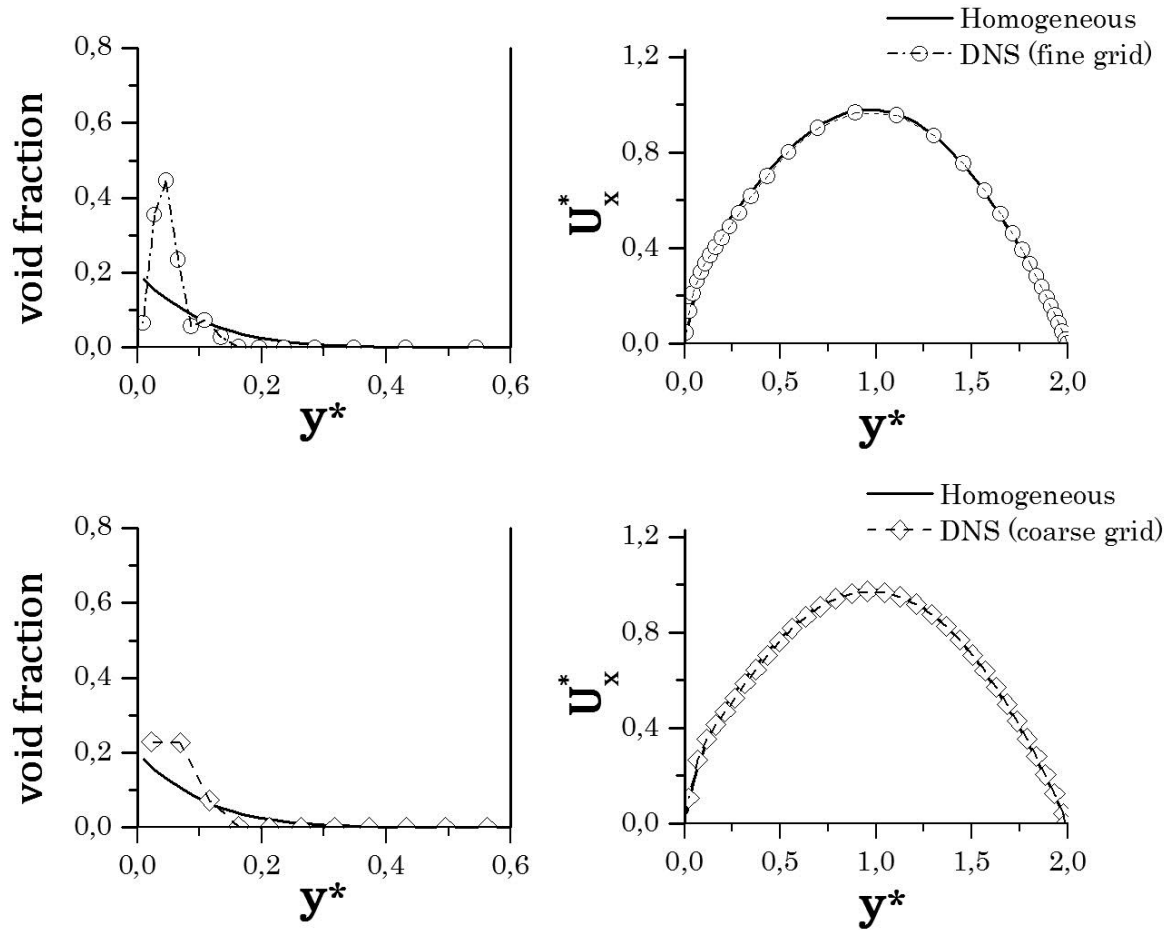 Homogeneous
DNS (fine grid)
void fraction
0,8
0,6
0,4
0,2
0,0
0,0 0,2 0,4 0,6
y*
U*x
1,2
0,8
0,4
0,0
0,0 0,5 1,0 1,5 2,0
y*
Homogeneous
DNS (coarse grid)
void fraction
0,8
0,6
0,4
0,2
0,0
0,0 0,2 0,4 0,6
y*
U*x
1,2
0,8
0,4
0,0
0,0 0,5 1,0 1,5 2,0
y*